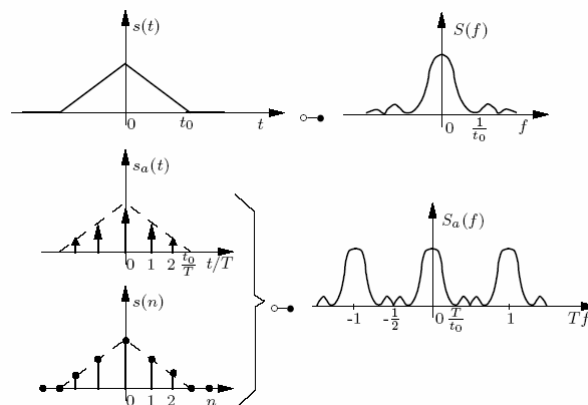 s(t)
0 t₀ t
S(f)
0 1/t₀ f
sₐ(t)
0 1 2 t₀/T t/T
s(n)
0 1 2 n
Sₐ(f)
-1 -1/2 0 T/t₀ 1 Tf